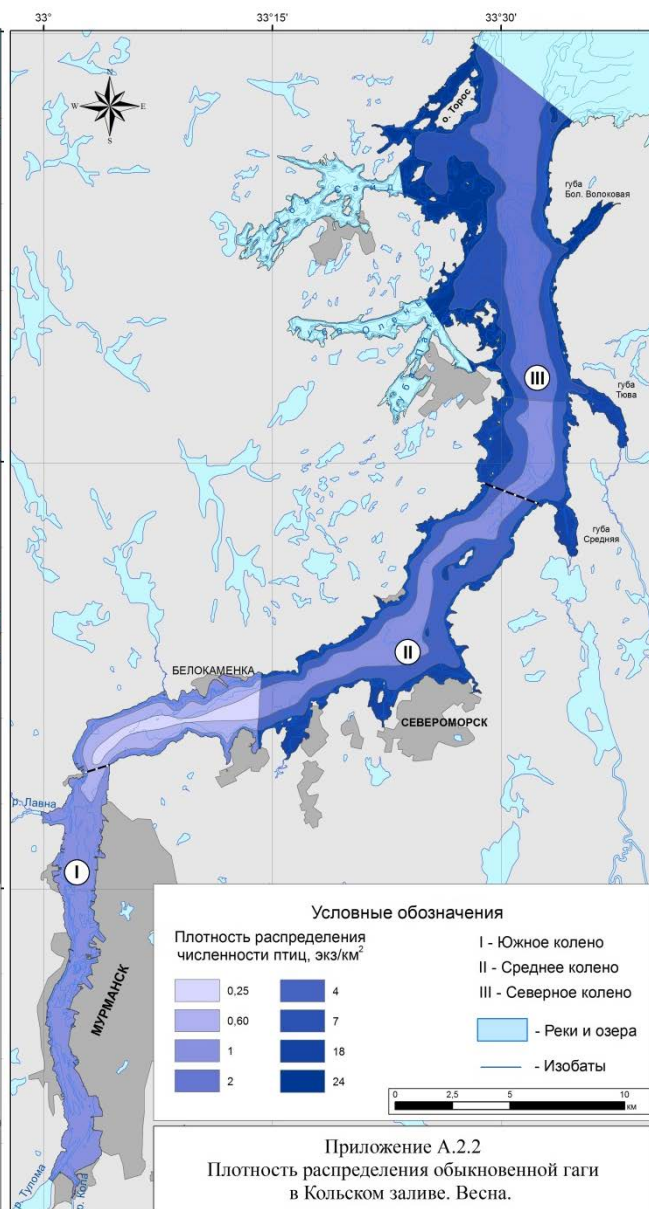 33°
33°15'
33°30'
N
W
E
S
о. Торос
губа
Бол. Волоковая
III
губа
Тюва
губа
Средняя
БЕЛОКАМЕНКА
II
СЕВЕРОМОРСК
р. Лавна
I
МУРМАНСК
р. Тулома
р. Кола
Условные обозначения
Плотность распределения
численности птиц, экз/км²
0,25
0,60
1
2
4
7
18
24
I - Южное колено
II - Среднее колено
III - Северное колено
- Реки и озера
- Изобаты
0
2,5
5
10
км
Приложение А.2.2
Плотность распределения обыкновенной гаги
в Кольском заливе. Весна.